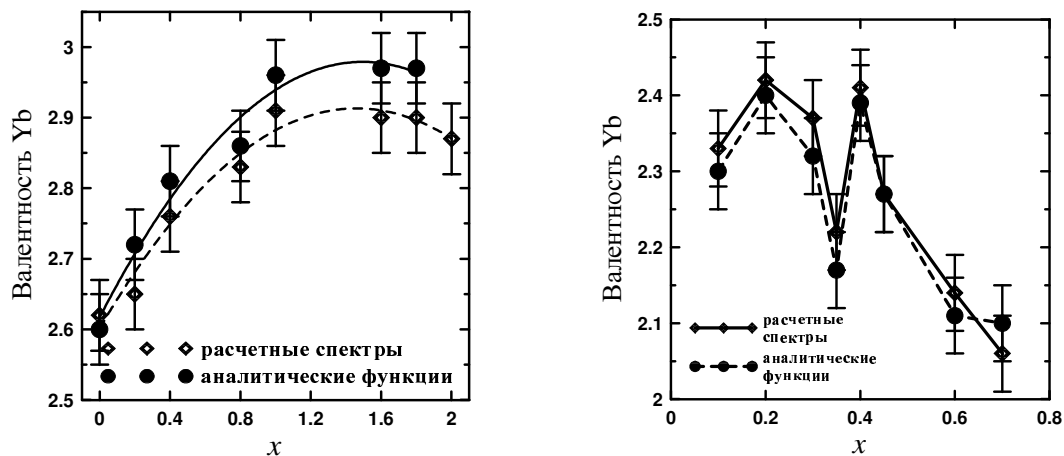 3
2.9
2.8
2.7
2.6
2.5
Валентность Yb
расчетные спектры
аналитические функции
0 0.4 0.8 1.2 1.6 2
x
2.5
2.4
2.3
2.2
2.1
2
Валентность Yb
расчетные
спектры
аналитические
функции
0 0.2 0.4 0.6 0.8
x